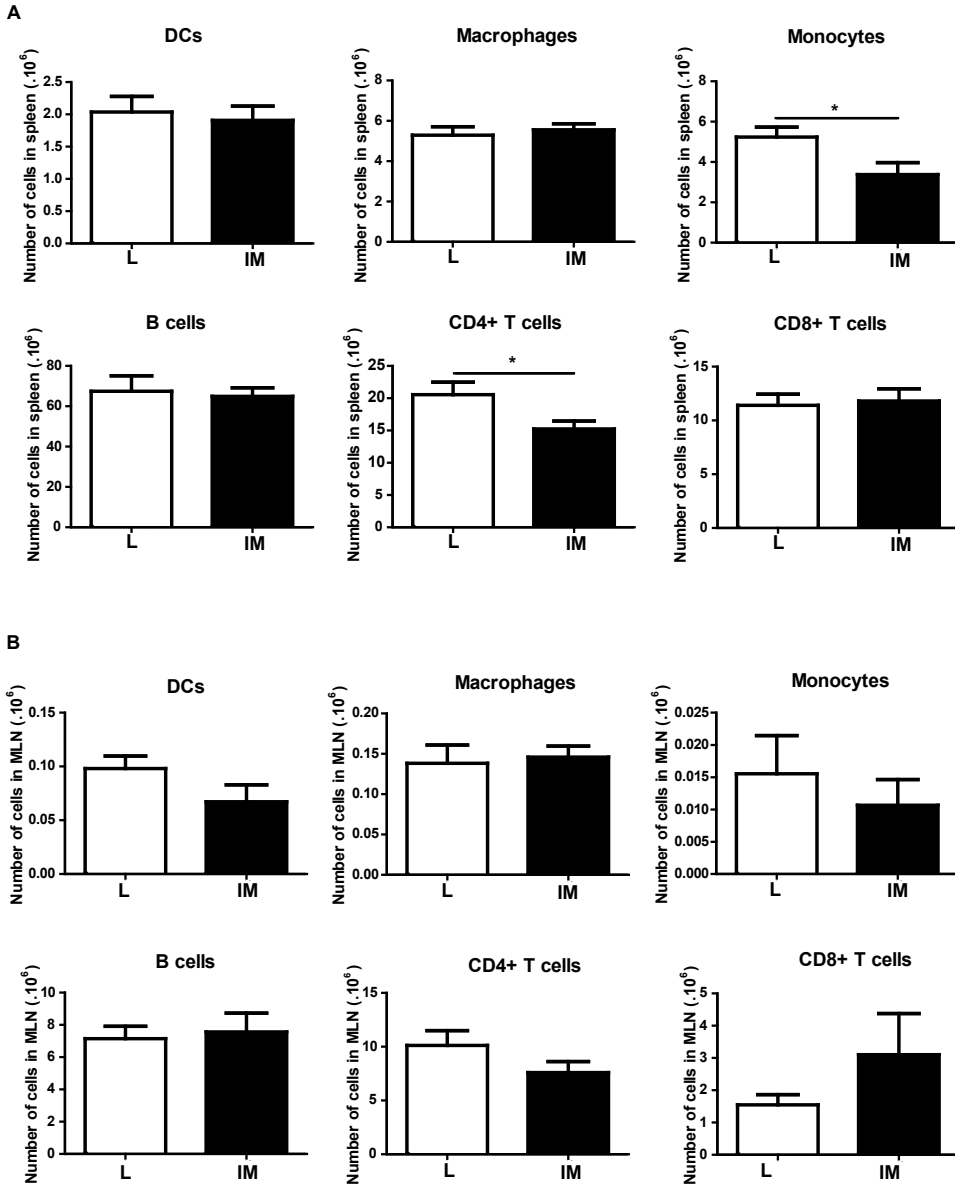 A
DCs
Number of cells in spleen (.10⁶)
2.5
2.0
1.5
1.0
0.5
0.0
L
IM
Macrophages
Number of cells in spleen (.10⁶)
8
6
4
2
0
L
IM
Monocytes
Number of cells in spleen (.10⁶)
8
6
4
2
0
*
L
IM
B cells
Number of cells in spleen (.10⁶)
80
60
40
20
0
L
IM
CD4+ T cells
Number of cells in spleen (.10⁶)
25
20
15
10
5
0
*
L
IM
CD8+ T cells
Number of cells in spleen (.10⁶)
15
10
5
0
L
IM
B
DCs
Number of cells in MLN (.10⁶)
0.15
0.10
0.05
0.00
L
IM
Macrophages
Number of cells in MLN (.10⁶)
0.20
0.15
0.10
0.05
0.00
L
IM
Monocytes
Number of cells in MLN (.10⁶)
0.025
0.020
0.015
0.010
0.005
0.000
L
IM
B cells
Number of cells in MLN (.10⁶)
10
8
6
4
2
0
L
IM
CD4+ T cells
Number of cells in MLN (.10⁶)
15
10
5
0
L
IM
CD8+ T cells
Number of cells in MLN (.10⁶)
5
4
3
2
1
0
L
IM